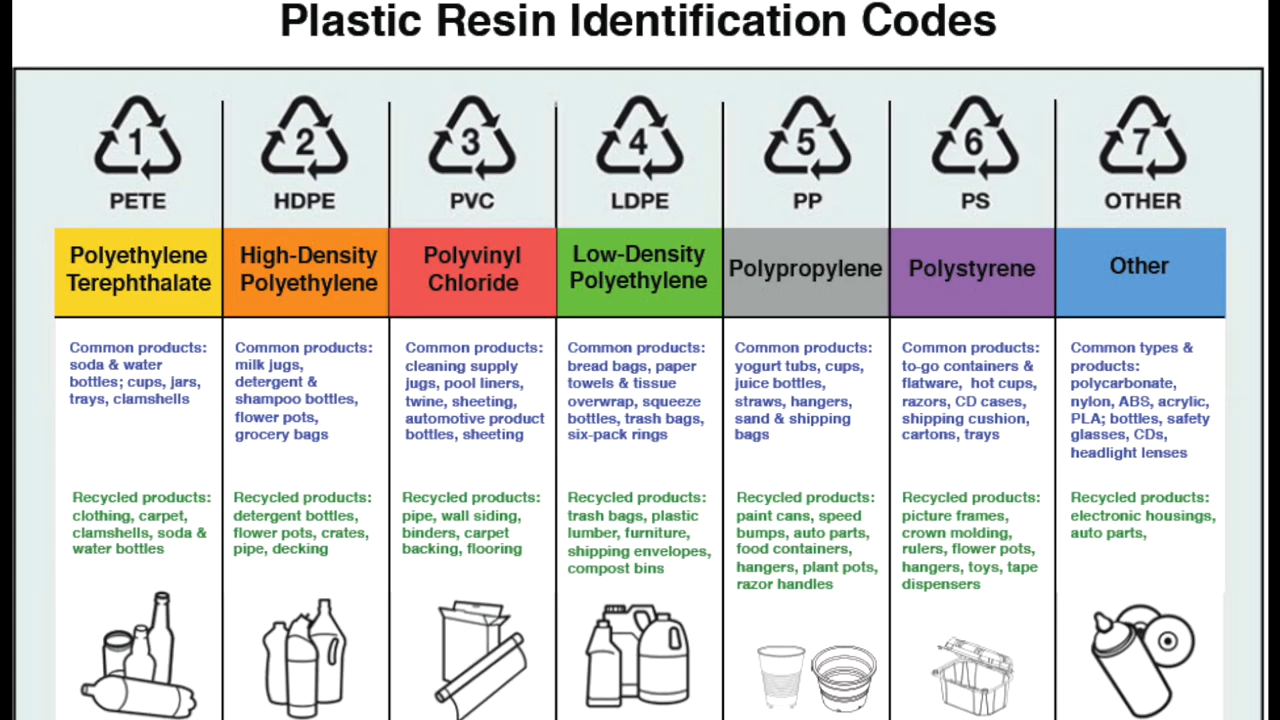 Plastic Resin Identification Codes
1
PETE
2
HDPE
3
PVC
4
LDPE
5
PP
6
PS
7
OTHER
Polyethylene
Terephthalate
High-Density
Polyethylene
Polyvinyl
Chloride
Low-Density
Polyethylene
Polypropylene
Polystyrene
Other
Common products:
soda & water
bottles; cups, jars,
trays, clamshells
Common products:
milk jugs,
detergent &
shampoo bottles,
flower pots,
grocery bags
Common products:
cleaning supply
jugs, pool liners,
twine, sheeting,
automotive product
bottles, sheeting
Common products:
bread bags, paper
towels & tissue
overwrap, squeeze
bottles, trash bags,
six-pack rings
Common products:
yogurt tubs, cups,
juice bottles,
straws, hangers,
sand & shipping
bags
Common products:
to-go containers &
flatware, hot cups,
razors, CD cases,
shipping cushion,
cartons, trays
Common types &
products:
polycarbonate,
nylon, ABS, acrylic,
PLA; bottles, safety
glasses, CDs,
headlight lenses
Recycled products:
clothing, carpet,
clamshells, soda &
water bottles
Recycled products:
detergent bottles,
flower pots, crates,
pipe, decking
Recycled products:
pipe, wall siding,
binders, carpet
backing, flooring
Recycled products:
trash bags, plastic
lumber, furniture,
shipping envelopes,
compost bins
Recycled products:
paint cans, speed
bumps, auto parts,
food containers,
hangers, plant pots,
razor handles
Recycled products:
picture frames,
crown molding,
rulers, flower pots,
hangers, toys, tape
dispensers
Recycled products:
electronic housings,
auto parts,